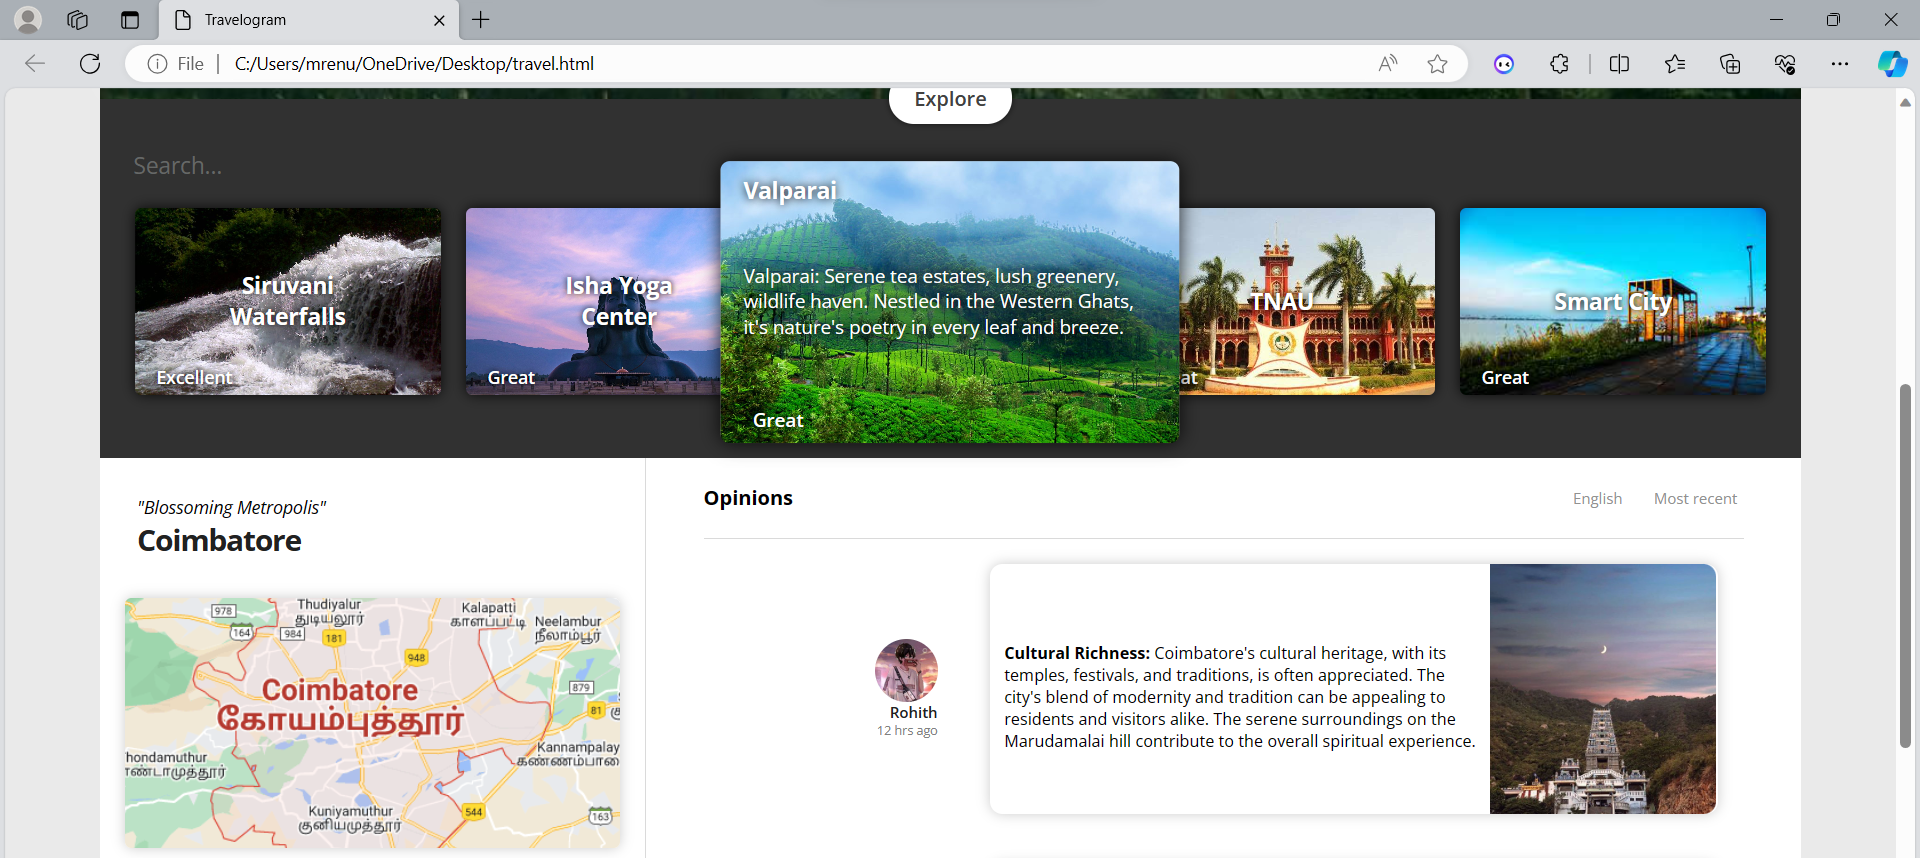 Travelogram
File
C:/Users/mrenu/OneDrive/Desktop/travel.html
Explore
Search...
Siruvani
Waterfalls
Excellent
Isha Yoga
Center
Great
Valparai
Valparai: Serene tea estates, lush greenery,
wildlife haven. Nestled in the Western Ghats,
it's nature's poetry in every leaf and breeze.
Great
TNAU
at
Smart City
Great
"Blossoming Metropolis"
Coimbatore
Thudiyalur
துடியலூர்
Kalapatti
காளப்பட்டி
Neelambur
நீலாம்பூர்
978
164
984
181
948
879
81
Coimbatore
கோயம்புத்தூர்
hondamuthur
ாண்டாமுத்தூர்
Kannampalay
கண்ணம்பாளை
Kuniyamuthur
குனியமுத்தூர்
544
163
Opinions
English
Most recent
Rohith
12 hrs ago
Cultural Richness: Coimbatore's cultural heritage, with its
temples, festivals, and traditions, is often appreciated. The
city's blend of modernity and tradition can be appealing to
residents and visitors alike. The serene surroundings on the
Marudamalai hill contribute to the overall spiritual experience.